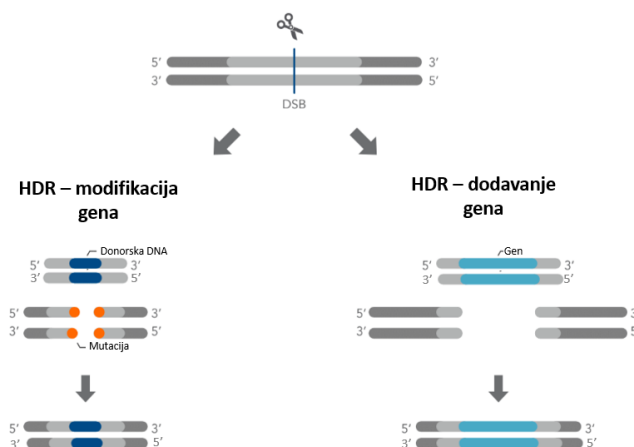 5′ 3′
3′ 5′
DSB
HDR – modifikacija
gena
HDR – dodavanje
gena
Donorska DNA
5′ 3′
3′ 5′
Gen
5′ 3′
3′ 5′
5′ 3′
3′ 5′
Mutacija
5′ 3′
3′ 5′
5′ 3′
3′ 5′
5′ 3′
3′ 5′